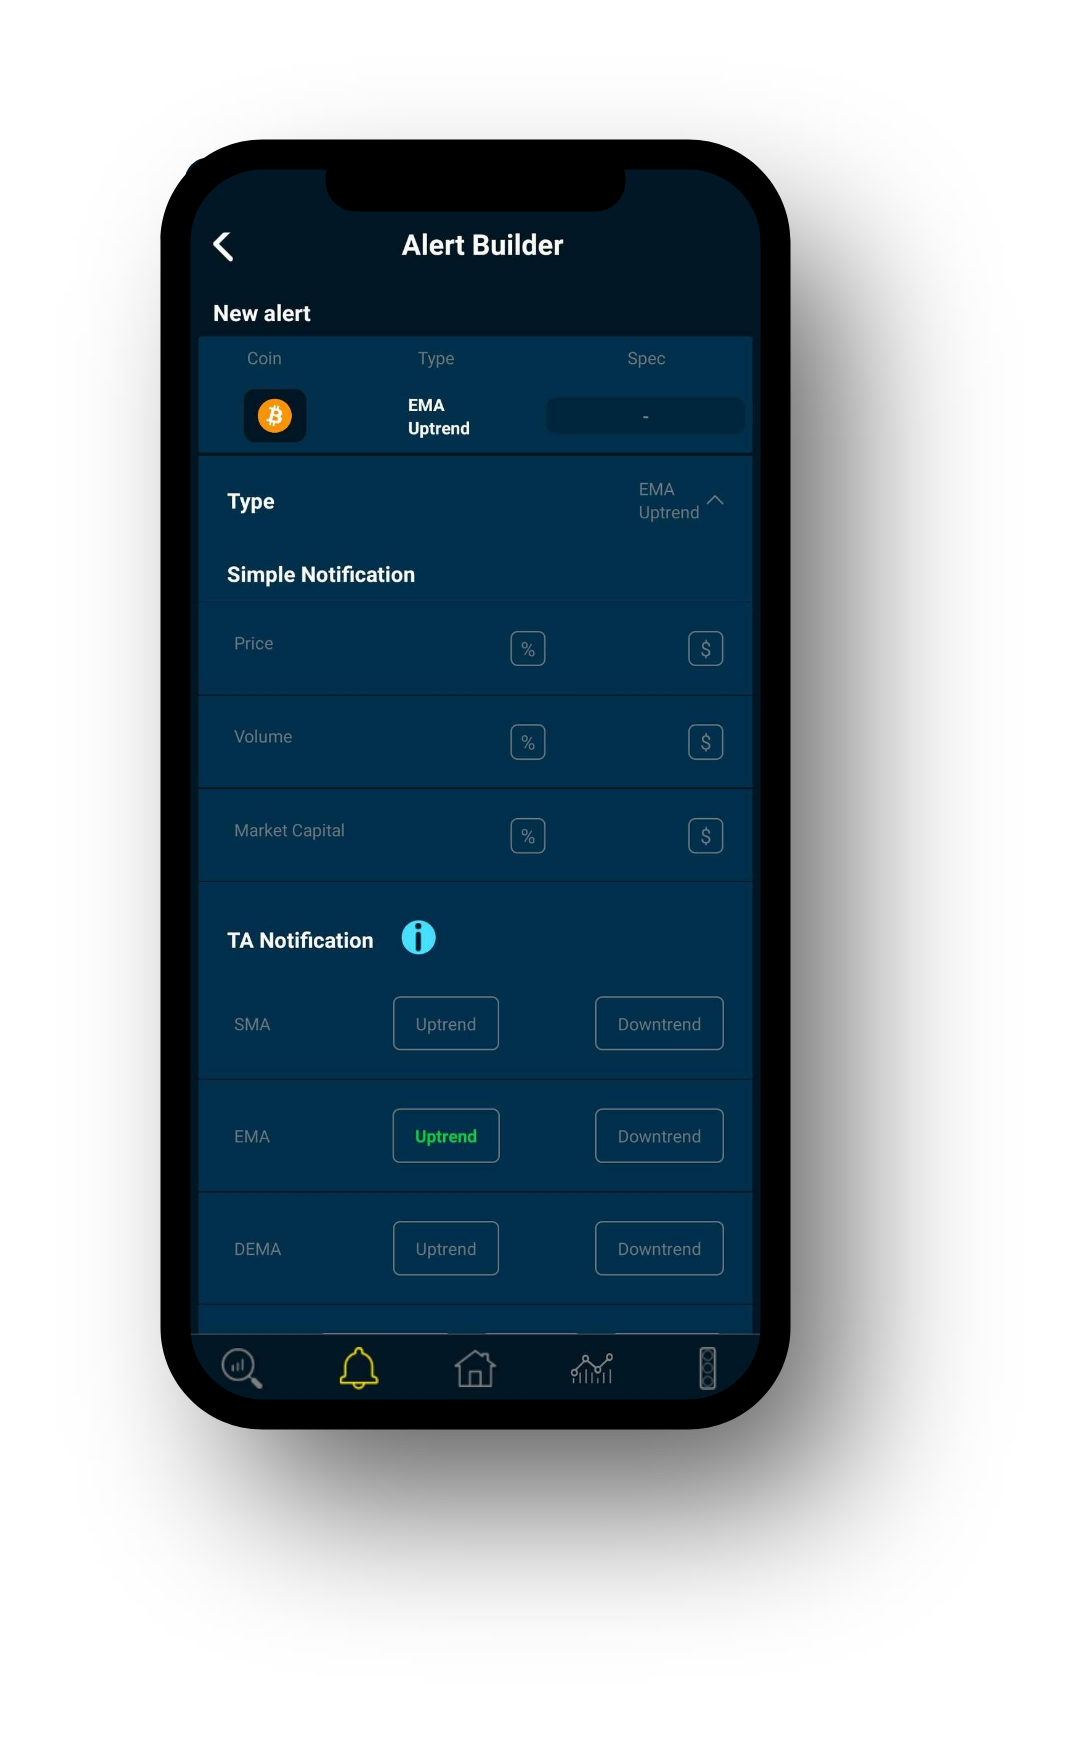 Alert Builder
New alert
Coin Type Spec
EMA
Uptrend
-
Type
EMA
Uptrend
Simple Notification
Price % $
Volume % $
Market Capital % $
TA Notification i
SMA Uptrend Downtrend
EMA Uptrend Downtrend
DEMA Uptrend Downtrend